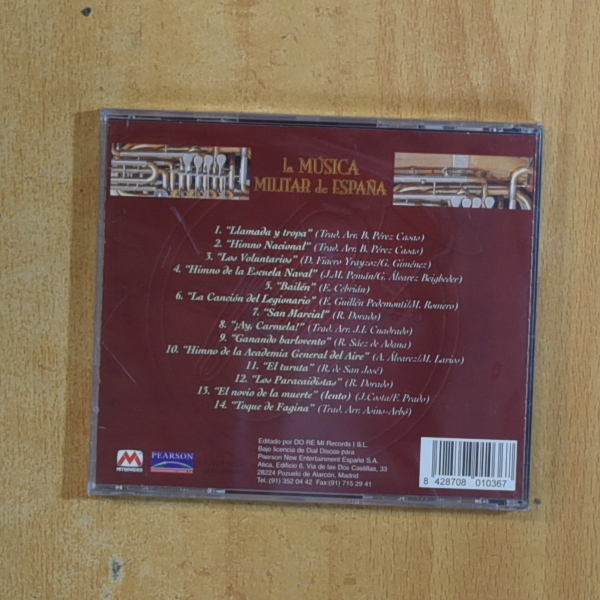 la MÚSICA
MILITAR de ESPAÑA
1. "Llamada y tropa" (Trad. Arr. B. Pérez Casas)
2. "Himno Nacional" (Trad. Arr. B. Pérez Casas)
3. "Los Voluntarios" (D. Fiacro Yrayzoz/G. Giménez)
4. "Himno de la Escuela Naval" (J.M. Pemán/G. Álvarez Beigbeder)
5. "Bailén" (E. Cebrián)
6. "La Canción del Legionario" (E. Guillén Pedemonti/M. Romero)
7. "San Marcial" (R. Dorado)
8. "¡Ay, Carmela!" (Trad. Arr. J.I. Cuadrado)
9. "Ganando barlovento" (R. Sáez de Adana)
10. "Himno de la Academia General del Aire" (A. Álvarez/M. Larios)
11. "El turuta" (R. de San José)
12. "Los Paracaidistas" (R. Dorado)
13. "El novio de la muerte" (lento) (J.Costa/F. Prado)
14. "Toque de Fagina" (Trad. Arr. Asins-Arbó)
Editado por DO RE MI Records I S.L.
Bajo licencia de Dial Discos para
Pearson Now Entertainment España S.A.
Atica, Edificio 6, Vía de las Dos Castillas, 33
28224 Pozuelo de Alarcón, Madrid
Tel. (91) 352 04 42 Fax (91) 715 29 41
PEARSON
8 428708 010367